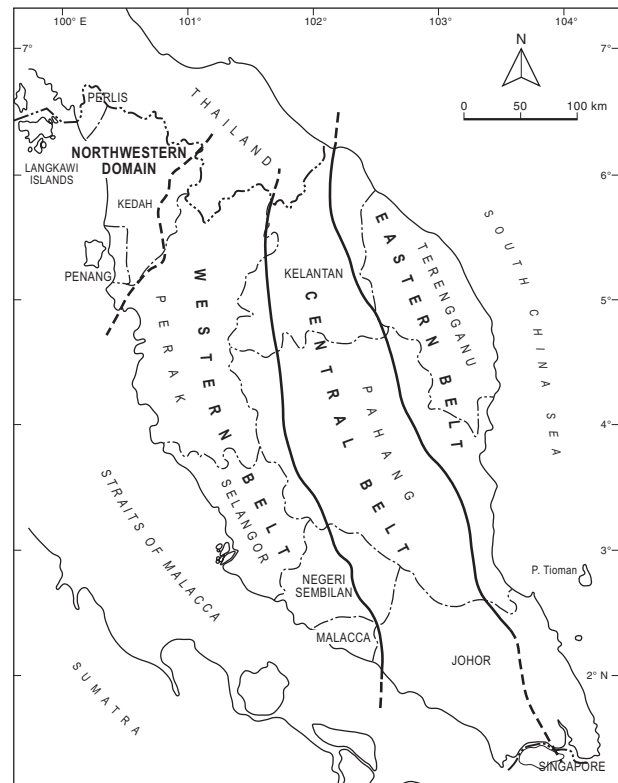 100° E
101°
102°
103°
104°
7°
7°
N
0 50 100 km
PERLIS
THAILAND
LANGKAWI
ISLANDS
NORTHWESTERN
DOMAIN
6°
6°
KEDAH
PENANG
KELANTAN
WESTERN BELT
PERAK
CENTRAL BELT
PAHANG
EASTERN BELT
TERENGGANU
SOUTH CHINA SEA
5°
5°
4°
4°
SELANGOR
STRAITS OF MALACCA
3°
3°
NEGERI
SEMBILAN
P. Tioman
MALACCA
JOHOR
2° N
2° N
SUMATRA
SINGAPORE